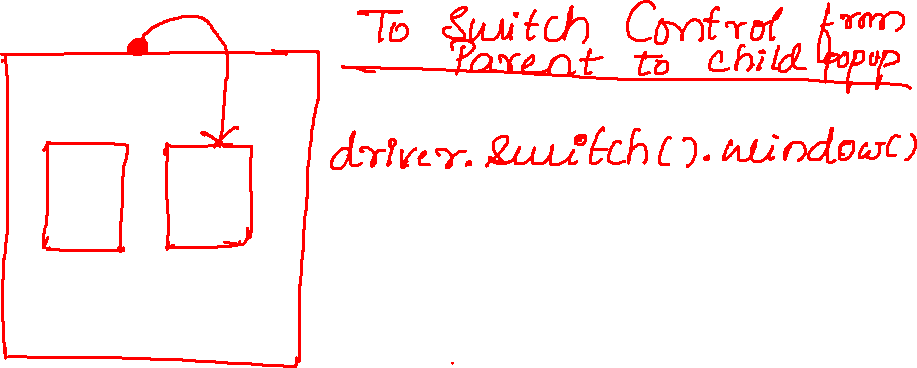 To Switch Control from
Parent to child popup
driver.switch().window()